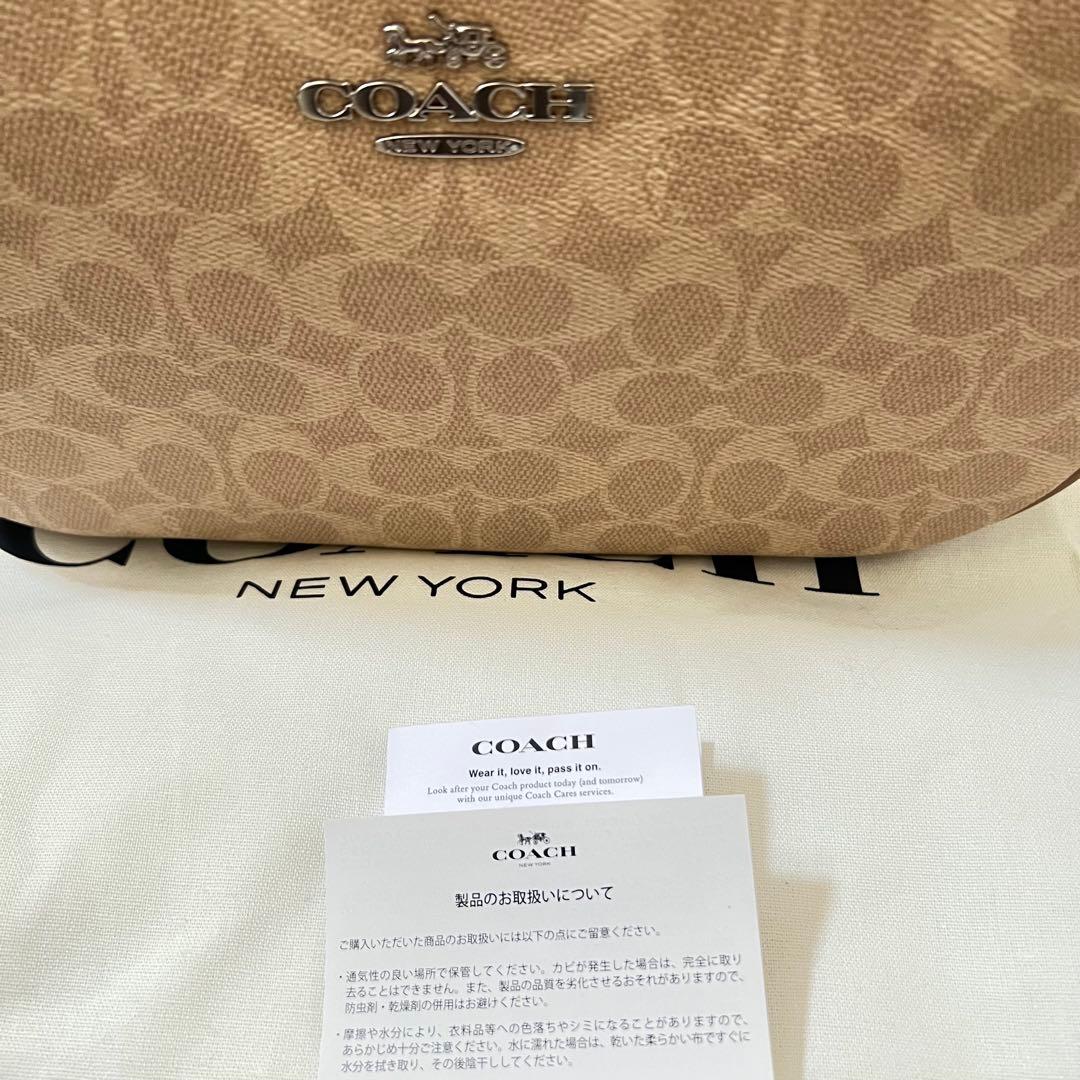 COACH
NEW YORK
COACH
NEW YORK
COACH
Wear it, love it, pass it on.
Look after your Coach product today (and tomorrow)
with our unique Coach Cares services.
COACH
NEW YORK
製品のお取扱いについて
ご購入いただいた商品のお取扱いには以下の点にご留意ください。
・通気性の良い場所で保管してください。カビが発生した場合は、完全に取り
去ることはできません。また、製品の品質を劣化させるおそれがありますので、
防虫剤・乾燥剤の併用はお避けください。
・摩擦や水分により、衣料品等への色落ちやシミになることがありますので、
あらかじめ十分ご注意ください。水に濡れた場合は、乾いた柔らかい布ですぐに
水分を拭き取り、その後陰干ししてください。